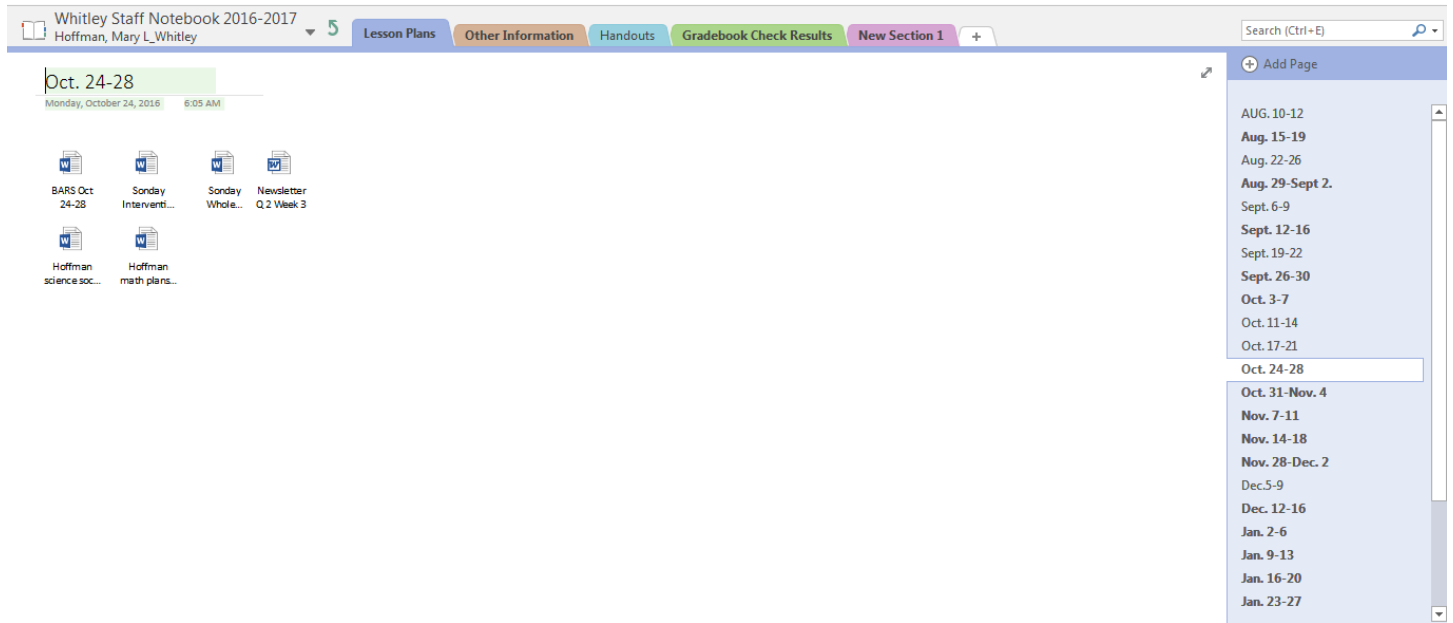 Whitley Staff Notebook 2016-2017
Hoffman, Mary L_Whitley
Lesson Plans
Other Information
Handouts
Gradebook Check Results
New Section 1
+
Search (Ctrl+E)
Oct. 24-28
Monday, October 24, 2016 6:05 AM
BARS Oct
24-28
Sonday
Interventi...
Sonday
Whole...
Newsletter
Q 2 Week 3
Hoffman
science soc...
Hoffman
math plans...
Add Page
AUG. 10-12
Aug. 15-19
Aug. 22-26
Aug. 29-Sept 2.
Sept. 6-9
Sept. 12-16
Sept. 19-22
Sept. 26-30
Oct. 3-7
Oct. 11-14
Oct. 17-21
Oct. 24-28
Oct. 31-Nov. 4
Nov. 7-11
Nov. 14-18
Nov. 28-Dec. 2
Dec.5-9
Dec. 12-16
Jan. 2-6
Jan. 9-13
Jan. 16-20
Jan. 23-27